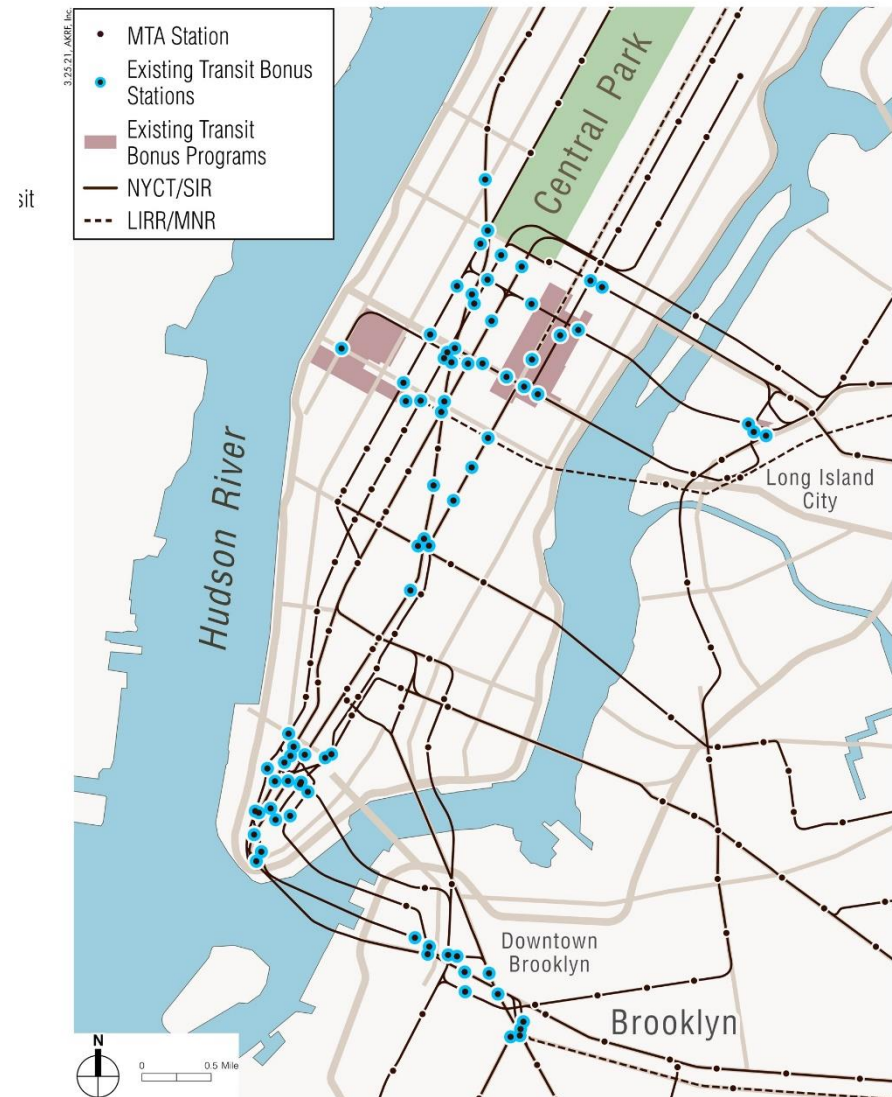 3.25.21, AKRF, Inc.
MTA Station
Existing Transit Bonus
Stations
Existing Transit
Bonus Programs
NYCT/SIR
LIRR/MNR
sit
Central Park
Hudson River
Long Island
City
Downtown
Brooklyn
Brooklyn
N
0 0.5 Mile